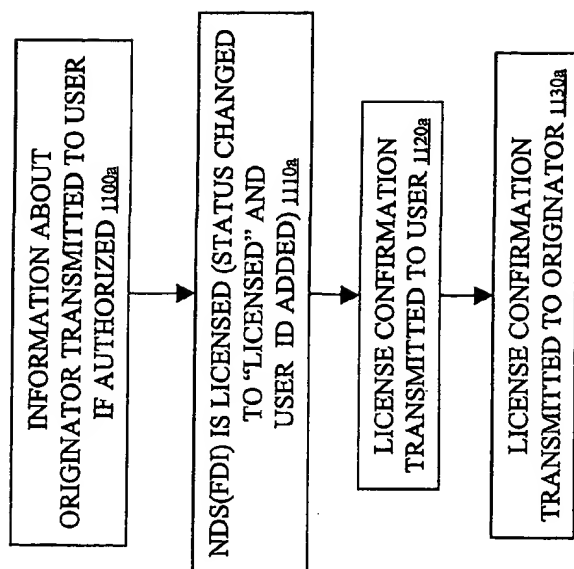 INFORMATION ABOUT
ORIGINATOR TRANSMITTED TO USER
IF AUTHORIZED 1100a
NDS(FDI) IS LICENSED (STATUS CHANGED
TO “LICENSED” AND
USER ID ADDED) 1110a
LICENSE CONFIRMATION
TRANSMITTED TO USER 1120a
LICENSE CONFIRMATION
TRANSMITTED TO ORIGINATOR 1130a